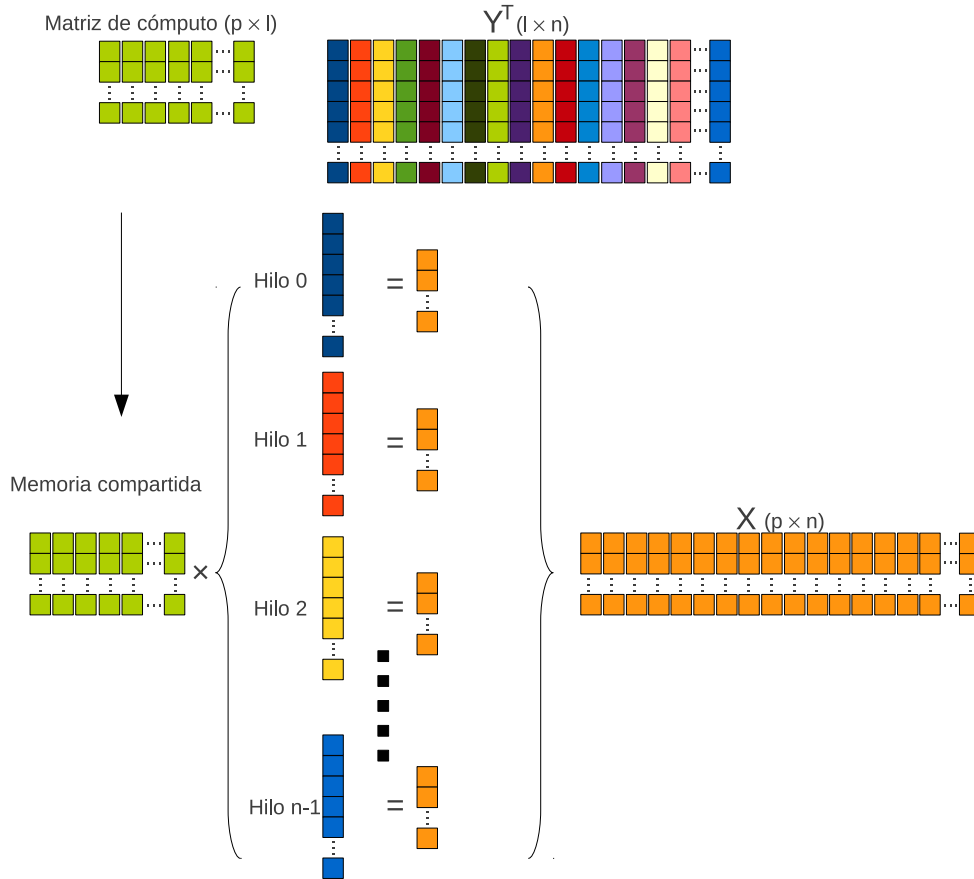 Matriz de cómputo (p × l)
Y^T (l × n)
Hilo 0
=
Hilo 1
=
Memoria compartida
X (p × n)
×
Hilo 2
=
Hilo n-1
=